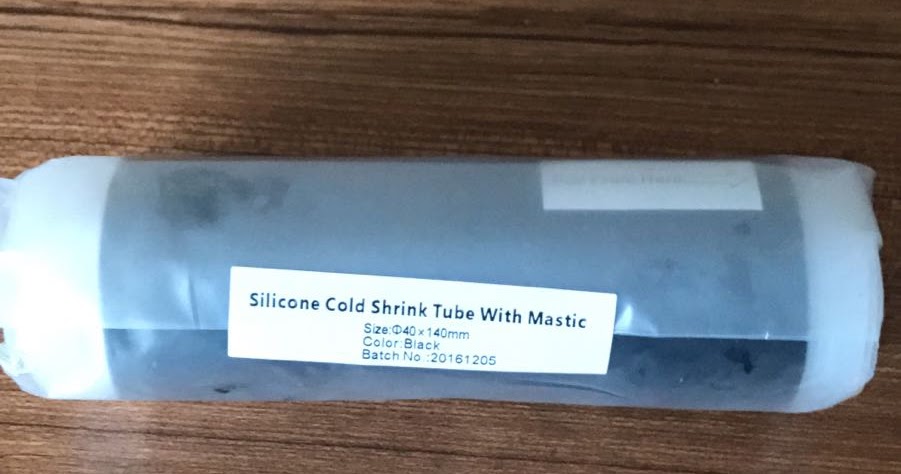 Silicone Cold Shrink Tube With Mastic
Size:Φ40×140mm
Color:Black
Batch No.:20161205